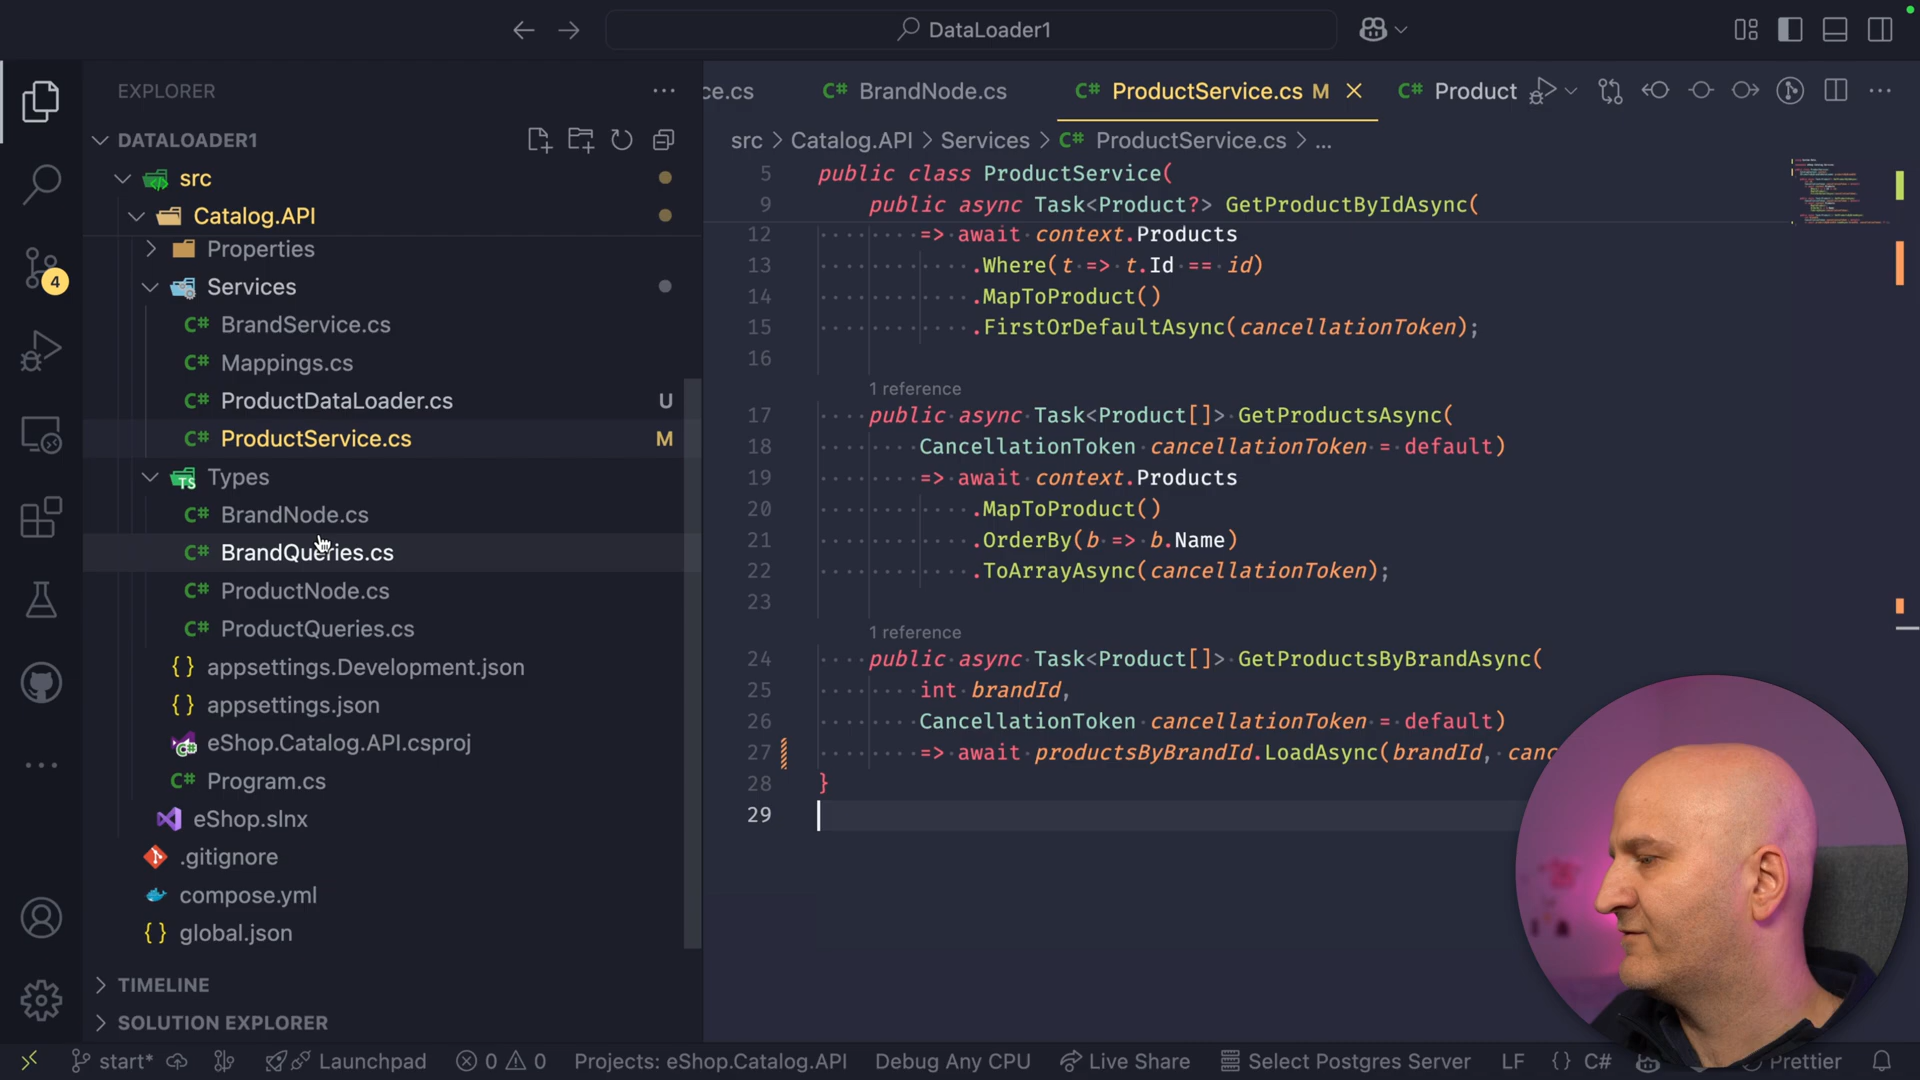 DataLoader1
EXPLORER
DATALOADER1
src
Catalog.API
Properties
Services
C# BrandService.cs
C# Mappings.cs
C# ProductDataLoader.cs U
C# ProductService.cs M
TS Types
C# BrandNode.cs
C# BrandQueries.cs
C# ProductNode.cs
C# ProductQueries.cs
{} appsettings.Development.json
{} appsettings.json
eShop.Catalog.API.csproj
C# Program.cs
eShop.slnx
.gitignore
compose.yml
{} global.json
TIMELINE
SOLUTION EXPLORER
4
ce.cs C# BrandNode.cs C# ProductService.cs M C# Product
src > Catalog.API > Services > C# ProductService.cs > ...
5 public class ProductService(
9 public async Task<Product?> GetProductByIdAsync(
12 => await context.Products
13 .Where(t => t.Id == id)
14 .MapToProduct()
15 .FirstOrDefaultAsync(cancellationToken);
16
1 reference
17 public async Task<Product[]> GetProductsAsync(
18 CancellationToken cancellationToken = default)
19 => await context.Products
20 .MapToProduct()
21 .OrderBy(b => b.Name)
22 .ToArrayAsync(cancellationToken);
23
1 reference
24 public async Task<Product[]> GetProductsByBrandAsync(
25 int brandId,
26 CancellationToken cancellationToken = default)
27 => await productsByBrandId.LoadAsync(brandId, canc
28 }
29
start* Launchpad 0 0 Projects: eShop.Catalog.API Debug Any CPU Live Share Select Postgres Server LF {} C# Prettier